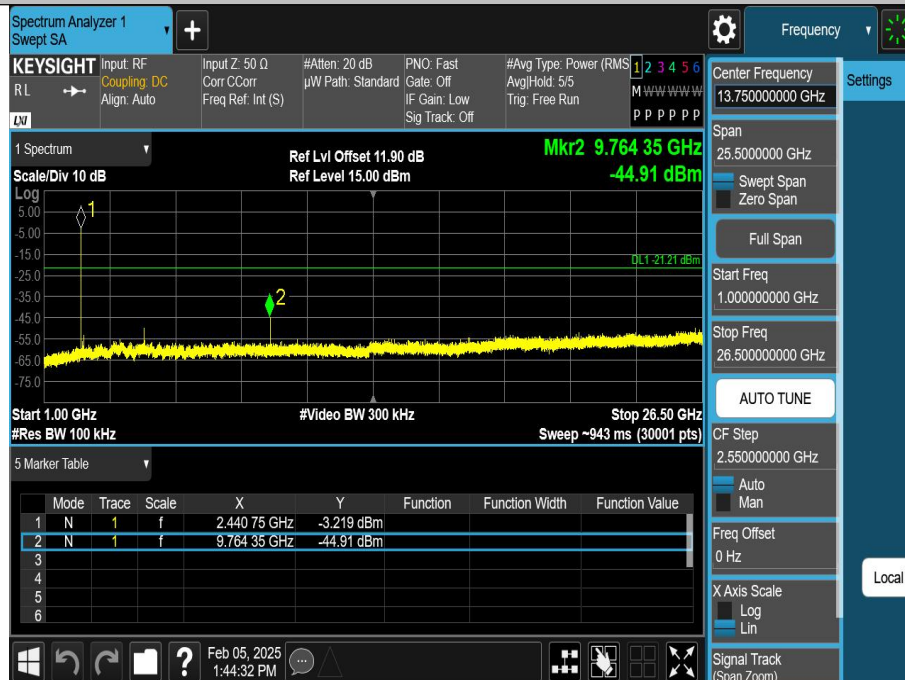 Spectrum Analyzer 1
Swept SA
+
Frequency
KEYSIGHT
RL
LXI
Input: RF
Coupling: DC
Align: Auto
Input Z: 50 Ω
Corr CCorr
Freq Ref: Int (S)
#Atten: 20 dB
µW Path: Standard
PNO: Fast
Gate: Off
IF Gain: Low
Sig Track: Off
#Avg Type: Power (RMS
Avg|Hold: 5/5
Trig: Free Run
1 2 3 4 5 6
M W W W W W
P P P P P P
1 Spectrum
Scale/Div 10 dB
Ref Lvl Offset 11.90 dB
Ref Level 15.00 dBm
Mkr2 9.764 35 GHz
-44.91 dBm
Log
5.00
-5.00
-15.0
-25.0
-35.0
-45.0
-55.0
-65.0
-75.0
1
2
DL1 -21.21 dBm
Start 1.00 GHz
#Video BW 300 kHz
Stop 26.50 GHz
#Res BW 100 kHz
Sweep ~943 ms (30001 pts)
5 Marker Table
Mode Trace Scale X Y Function Function Width Function Value
1 N 1 f 2.440 75 GHz -3.219 dBm
2 N 1 f 9.764 35 GHz -44.91 dBm
3
4
5
6
Feb 05, 2025
1:44:32 PM
?
Center Frequency
13.750000000 GHz
Span
25.5000000 GHz
Swept Span
Zero Span
Full Span
Start Freq
1.000000000 GHz
Stop Freq
26.500000000 GHz
AUTO TUNE
CF Step
2.550000000 GHz
Auto
Man
Freq Offset
0 Hz
X Axis Scale
Log
Lin
Signal Track
(Span Zoom)
Settings
Local